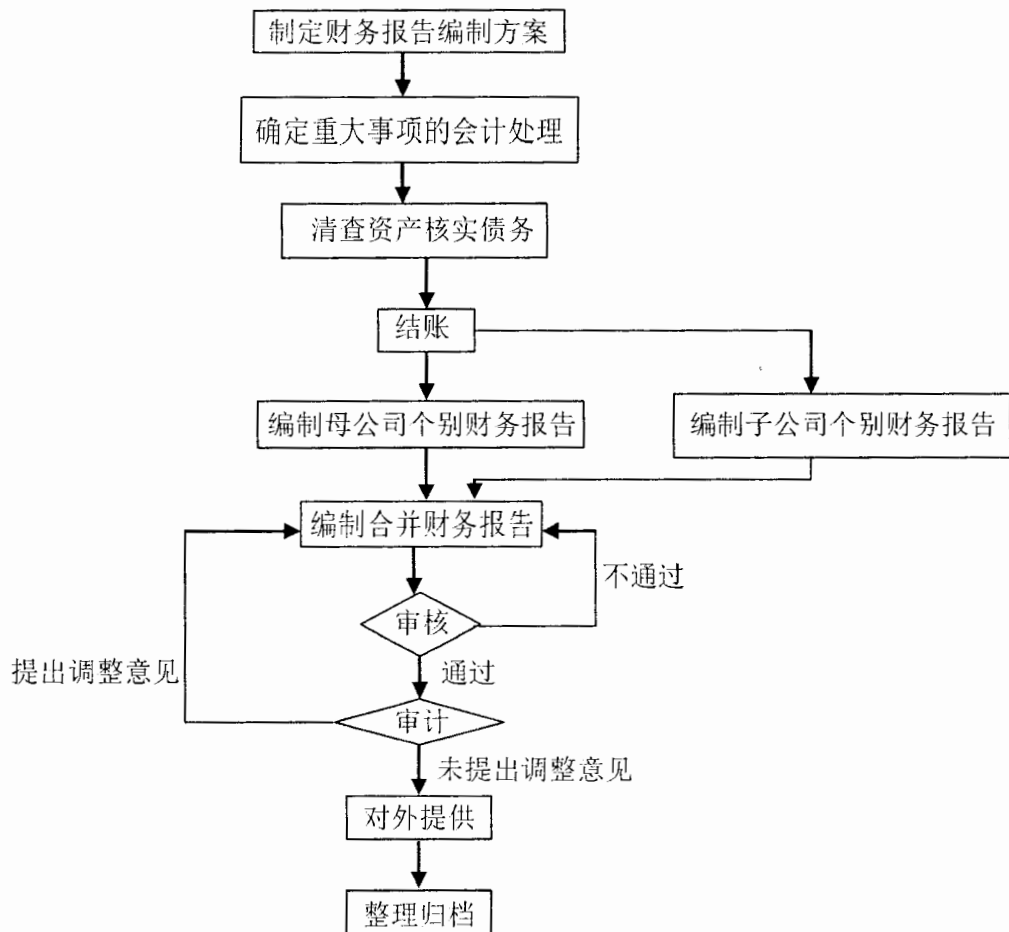 制定财务报告编制方案
确定重大事项的会计处理
清查资产核实债务
结账
编制母公司个别财务报告
编制子公司个别财务报告
编制合并财务报告
不通过
审核
提出调整意见
通过
审计
未提出调整意见
对外提供
整理归档